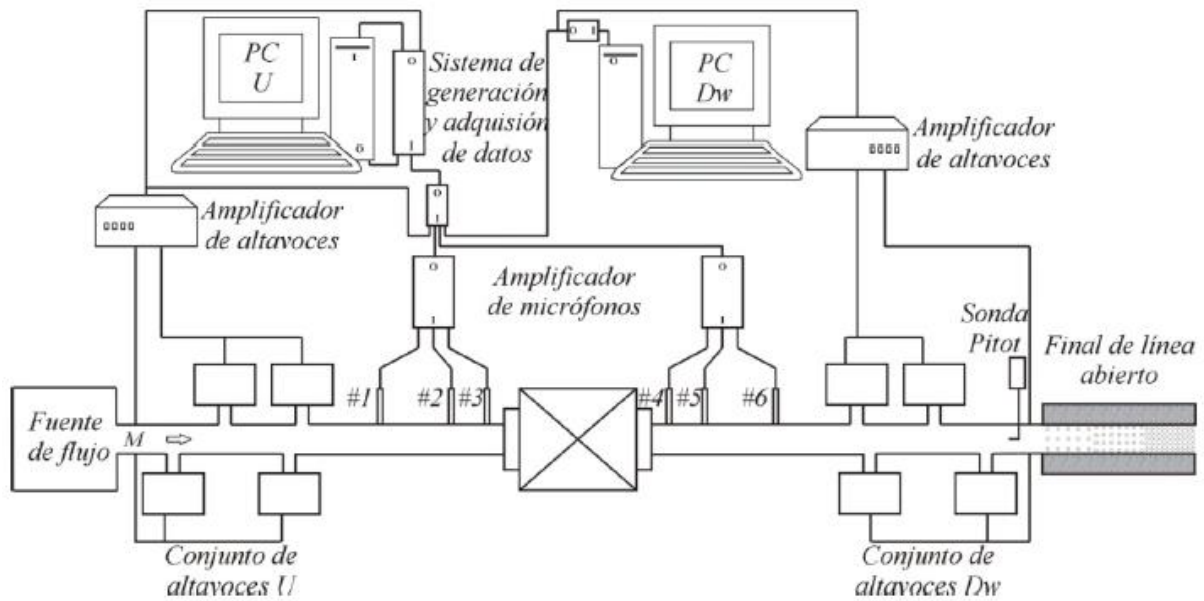 PC
U
Sistema de
generación
y adquisión
de datos
PC
Dw
Amplificador
de altavoces
Amplificador
de altavoces
Amplificador
de micrófonos
Sonda
Pitot
Final de línea
abierto
#1
#2
#3
#4
#5
#6
Fuente
de flujo
M
Conjunto de
altavoces U
Conjunto de
altavoces Dw